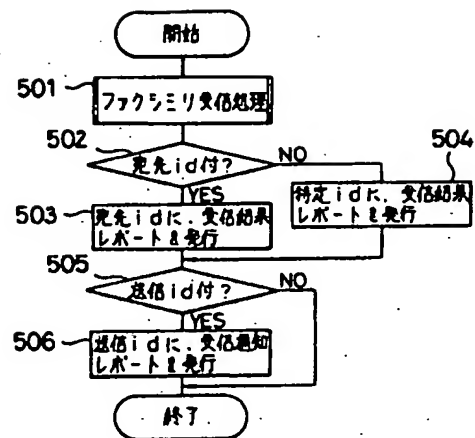 開始
501
ファクシミリ受信処理
502
宛先id付?
NO
504
YES
特定idに、受信結果
レポートを発行
503
宛先idに、受信結果
レポートを発行
505
送信id付?
NO
YES
506
送信idに、受信通知
レポートを発行
終了